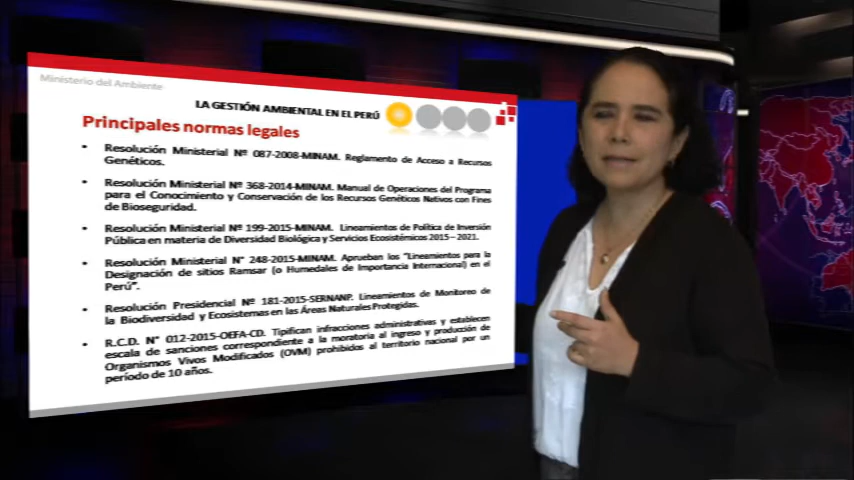 Ministerio del Ambiente
LA GESTIÓN AMBIENTAL EN EL PERÚ
Principales normas legales
• Resolución Ministerial Nº 087-2008-MINAM. Reglamento de Acceso a Recursos
Genéticos.
• Resolución Ministerial Nº 368-2014-MINAM. Manual de Operaciones del Programa
para el Conocimiento y Conservación de los Recursos Genéticos Nativos con Fines
de Bioseguridad.
• Resolución Ministerial Nº 199-2015-MINAM. Lineamientos de Política de Inversión
Pública en materia de Diversidad Biológica y Servicios Ecosistémicos 2015 – 2021.
• Resolución Ministerial N° 248-2015-MINAM. Aprueban los "Lineamientos para la
Designación de sitios Ramsar (o Humedales de Importancia Internacional) en el
Perú".
• Resolución Presidencial Nº 181-2015-SERNANP. Lineamientos de Monitoreo de
la Biodiversidad y Ecosistemas en las Áreas Naturales Protegidas.
• R.C.D. N° 012-2015-OEFA-CD. Tipifican infracciones administrativas y establecen
escala de sanciones correspondiente a la moratoria al ingreso y producción de
Organismos Vivos Modificados (OVM) prohibidos al territorio nacional por un
período de 10 años.